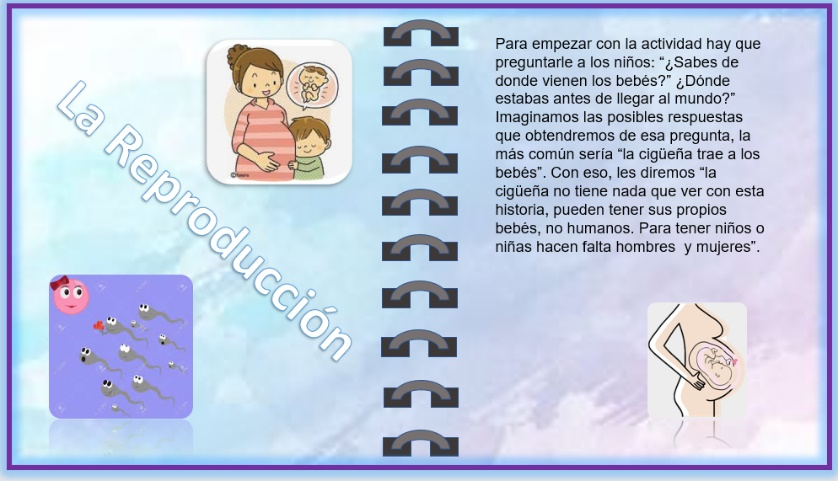 La Reproducción
Para empezar con la actividad hay que
preguntarle a los niños: “¿Sabes de
donde vienen los bebés?” ¿Dónde
estabas antes de llegar al mundo?”
Imaginamos las posibles respuestas
que obtendremos de esa pregunta, la
más común sería “la cigüeña trae a los
bebés”. Con eso, les diremos “la
cigüeña no tiene nada que ver con esta
historia, pueden tener sus propios
bebés, no humanos. Para tener niños o
niñas hacen falta hombres y mujeres”.